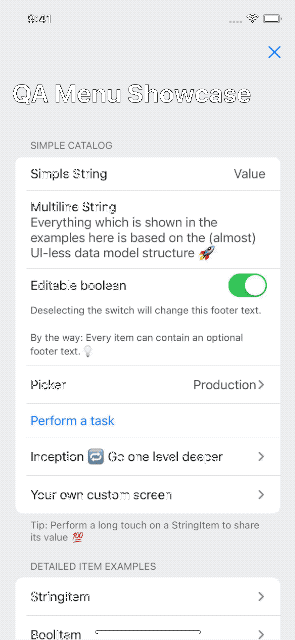 9:41
QA Menu Showcase
SIMPLE CATALOG
Simple String Value
Multiline String
Everything which is shown in the
examples here is based on the (almost)
UI-less data model structure 🚀
Editable boolean
Deselecting the switch will change this footer text.
By the way: Every item can contain an optional
footer text. 💡
Picker Production
Perform a task
Inception 🔁 Go one level deeper
Your own custom screen
Tip: Perform a long touch on a StringItem to share
its value 💯
DETAILED ITEM EXAMPLES
StringItem
BoolItem